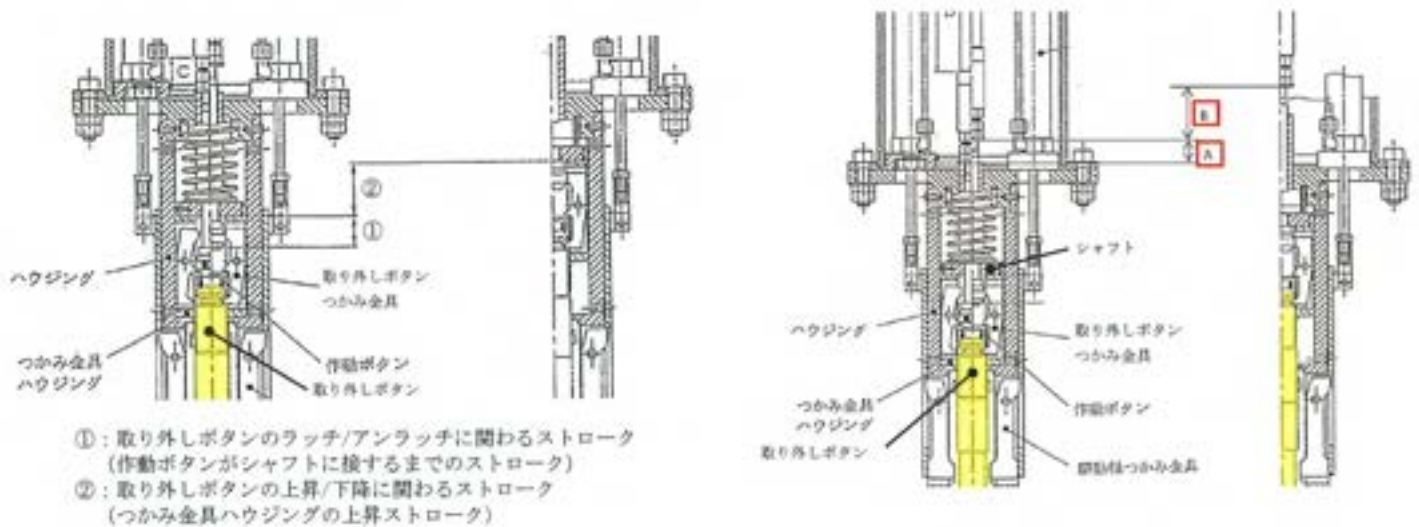 C
②
①
ハウジング
取り外しボタン
つかみ金具
つかみ金具
ハウジング
作動ボタン
取り外しボタン
①：取り外しボタンのラッチ/アンラッチに関わるストローク
（作動ボタンがシャフトに接するまでのストローク）
②：取り外しボタンの上昇/下降に関わるストローク
（つかみ金具ハウジングの上昇ストローク）
B
A
シャフト
ハウジング
取り外しボタン
つかみ金具
つかみ金具
ハウジング
作動ボタン
取り外しボタン
駆動軸つかみ金具